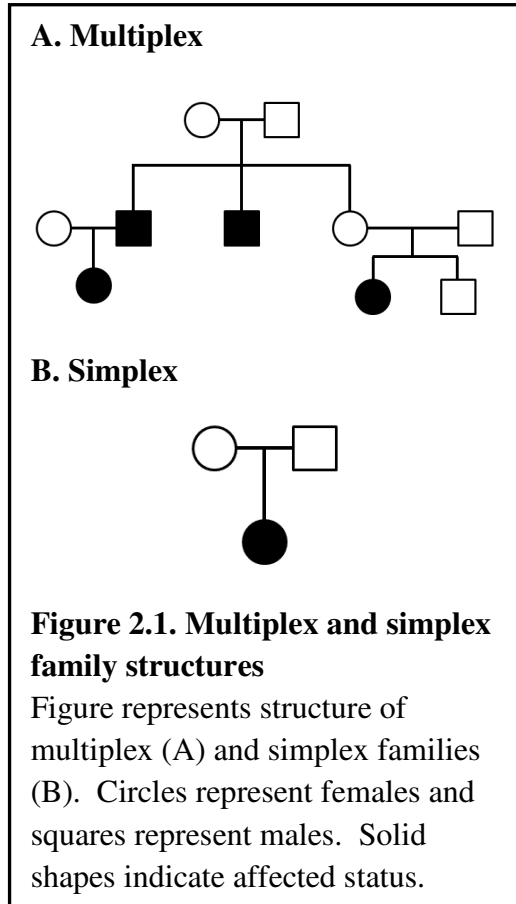 A. Multiplex
B. Simplex
Figure 2.1. Multiplex and simplex
family structures
Figure represents structure of
multiplex (A) and simplex families
(B).  Circles represent females and
squares represent males.  Solid
shapes indicate affected status.